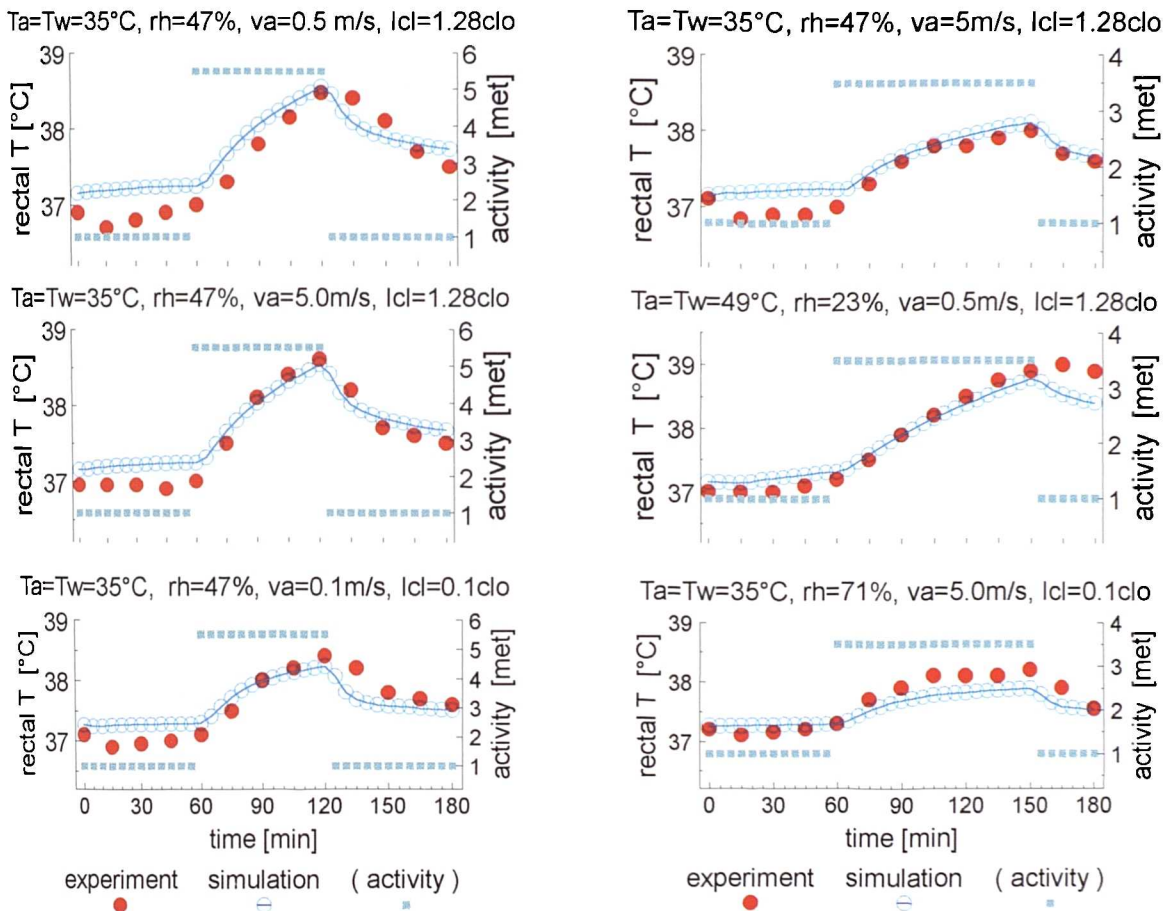 Ta=Tw=35°C, rh=47%, va=0.5 m/s, Icl=1.28clo
39
38
37
rectal T [°C]
6
5
4
3
2
1
activity [met]
Ta=Tw=35°C, rh=47%, va=5m/s, Icl=1.28clo
39
38
37
rectal T [°C]
4
3
2
1
activity [met]
Ta=Tw=35°C, rh=47%, va=5.0m/s, Icl=1.28clo
39
38
37
rectal T [°C]
6
5
4
3
2
1
activity [met]
Ta=Tw=49°C, rh=23%, va=0.5m/s, Icl=1.28clo
39
38
37
rectal T [°C]
4
3
2
1
activity [met]
Ta=Tw=35°C, rh=47%, va=0.1m/s, Icl=0.1clo
39
38
37
rectal T [°C]
6
5
4
3
2
1
activity [met]
0 30 60 90 120 150 180
time [min]
experiment simulation ( activity )
Ta=Tw=35°C, rh=71%, va=5.0m/s, Icl=0.1clo
39
38
37
rectal T [°C]
4
3
2
1
activity [met]
0 30 60 90 120 150 180
time [min]
experiment simulation ( activity )